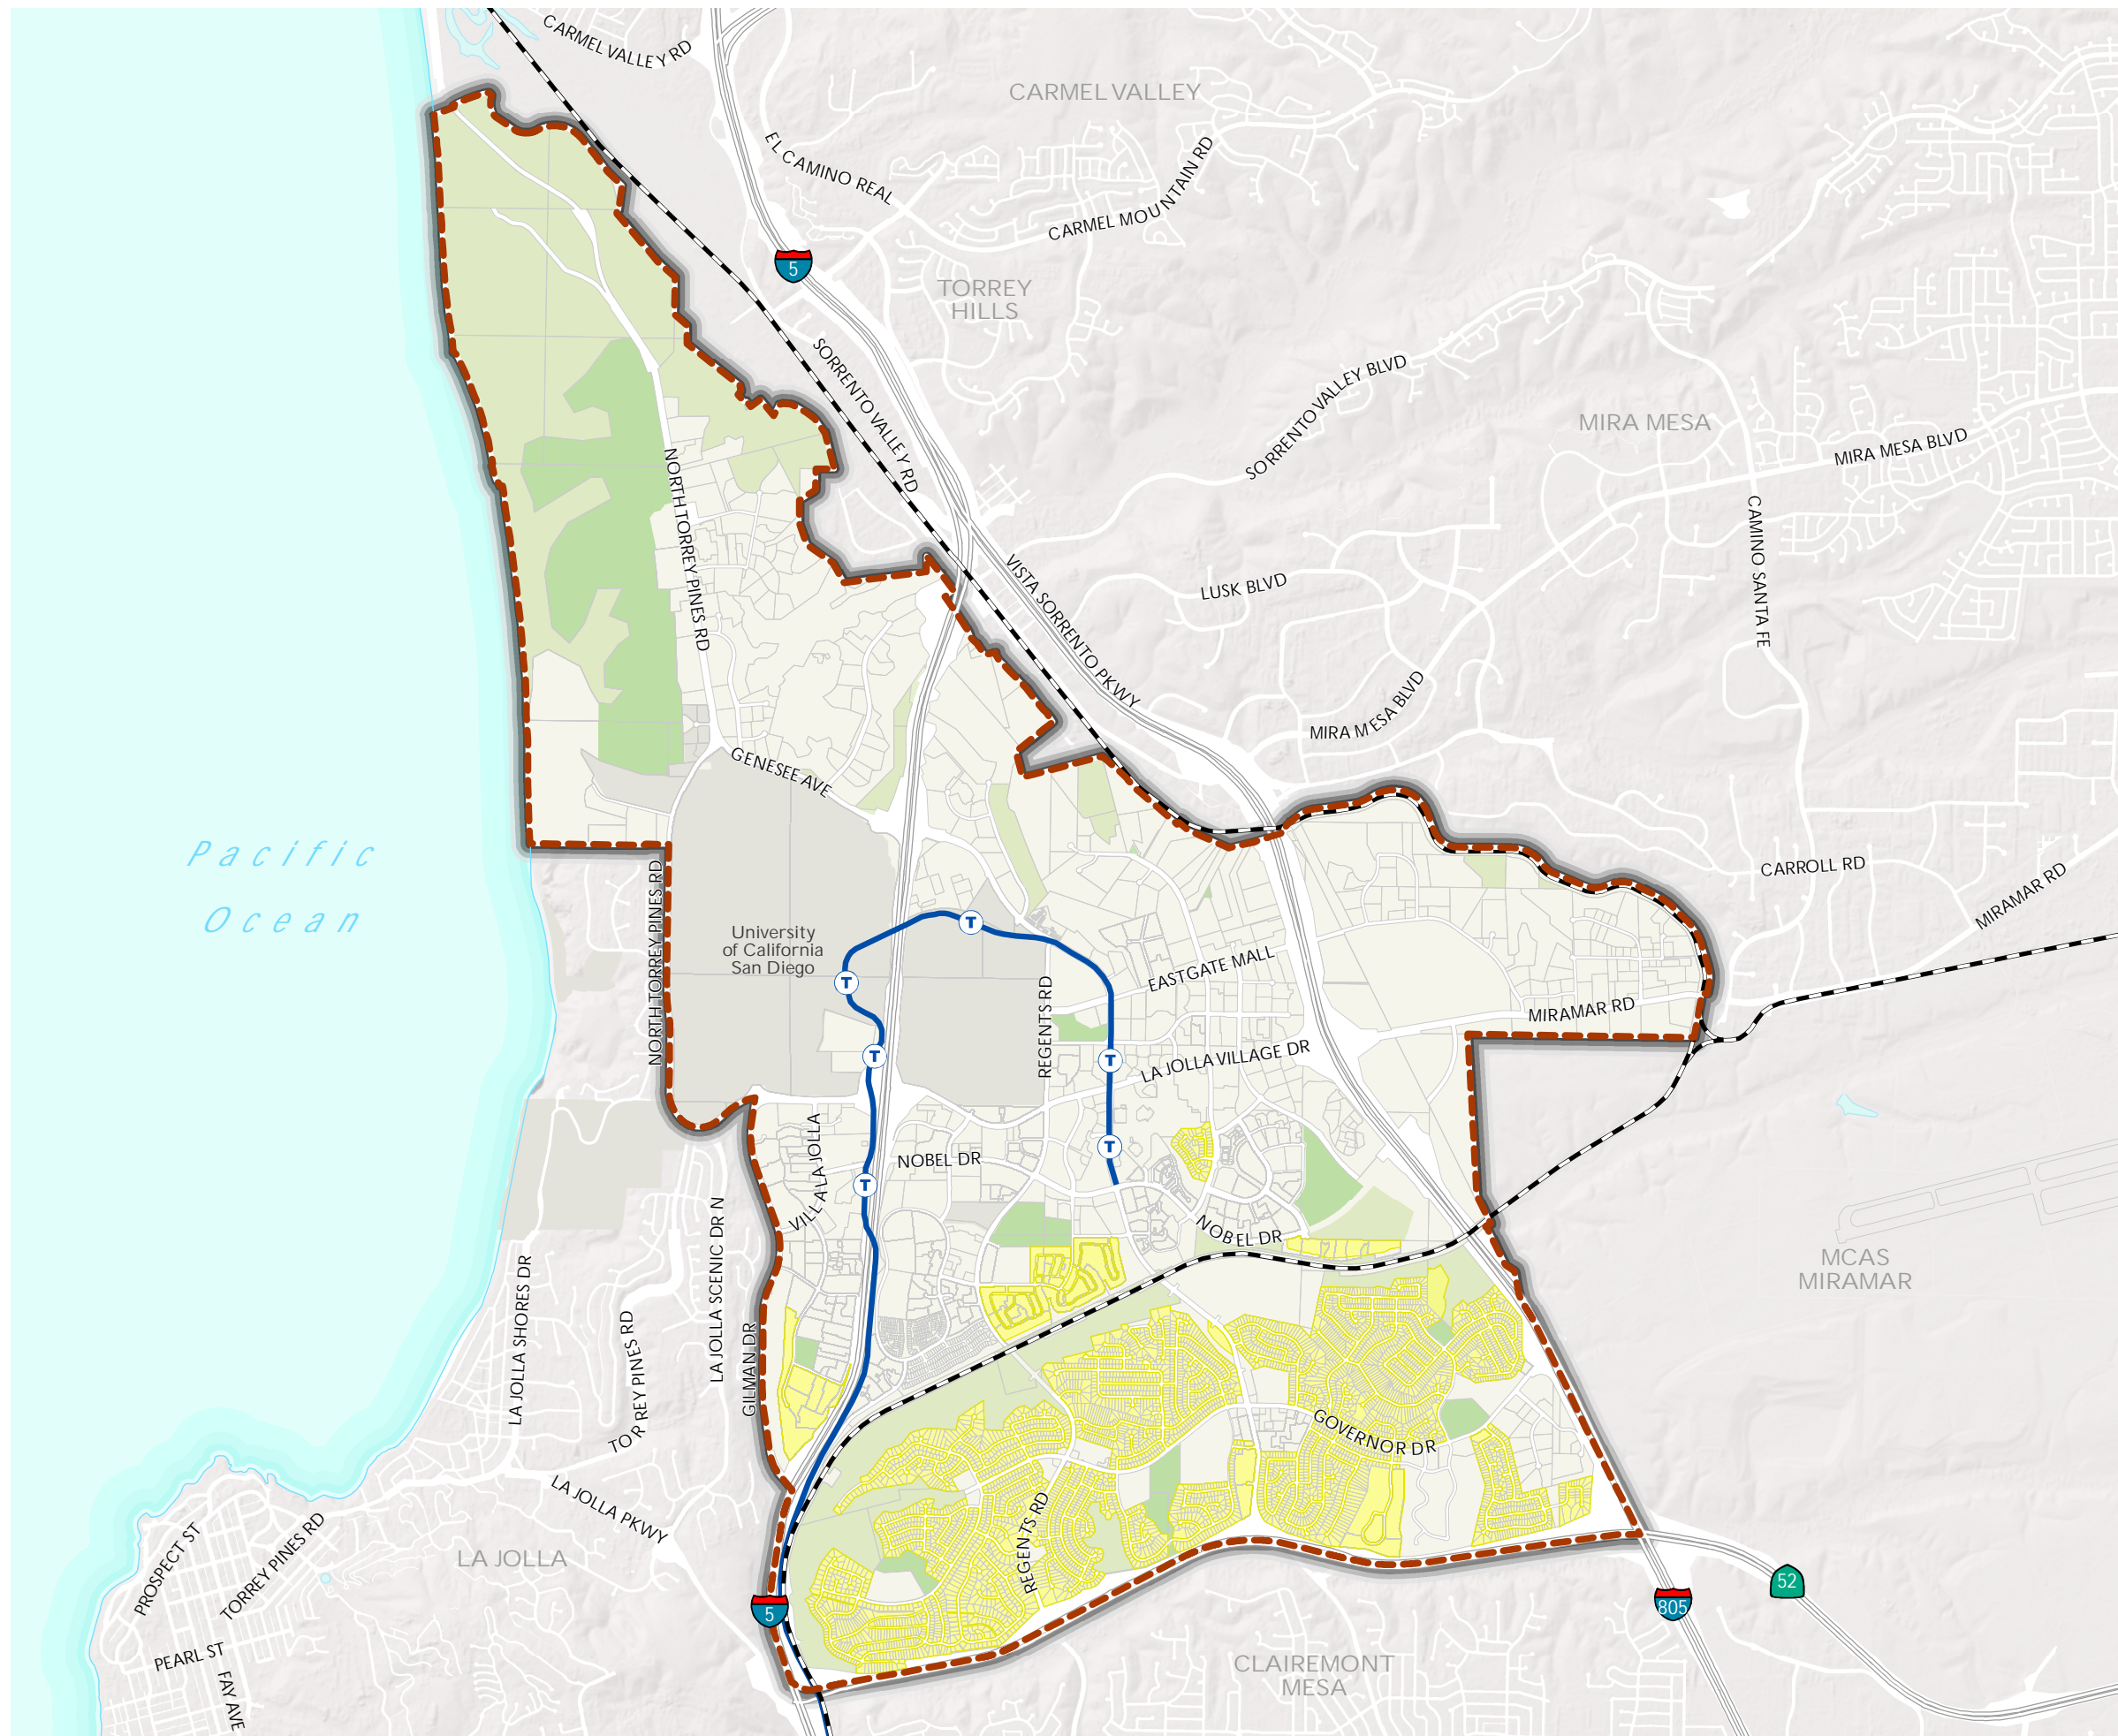 CARMEL VALLEY RD
CARMEL VALLEY
EL CAMINO REAL
CARMEL MOUNTAIN RD
5
TORREY
HILLS
SORRENTO VALLEY RD
SORRENTO VALLEY BLVD
MIRA MESA
MIRA MESA BLVD
NORTH TORREY PINES RD
CAMINO SANTA FE
VISTA SORRENTO PKWY
LUSK BLVD
MIRA MESA BLVD
GENESEE AVE
Pacific
Ocean
CARROLL RD
MIRAMAR RD
NORTH TORREY PINES RD
University
of California
San Diego
T
T
T
T
T
T
REGENTS RD
EASTGATE MALL
MIRAMAR RD
LA JOLLA VILLAGE DR
VILLA LA JOLLA
NOBEL DR
NOBEL DR
LA JOLLA SCENIC DR N
LA JOLLA SHORES DR
TORREY PINES RD
GILMAN DR
MCAS
MIRAMAR
GOVERNOR DR
REGENTS RD
LA JOLLA PKWY
LA JOLLA
PROSPECT ST
TORREY PINES RD
PEARL ST
FAY AVE
5
805
52
CLAIREMONT
MESA